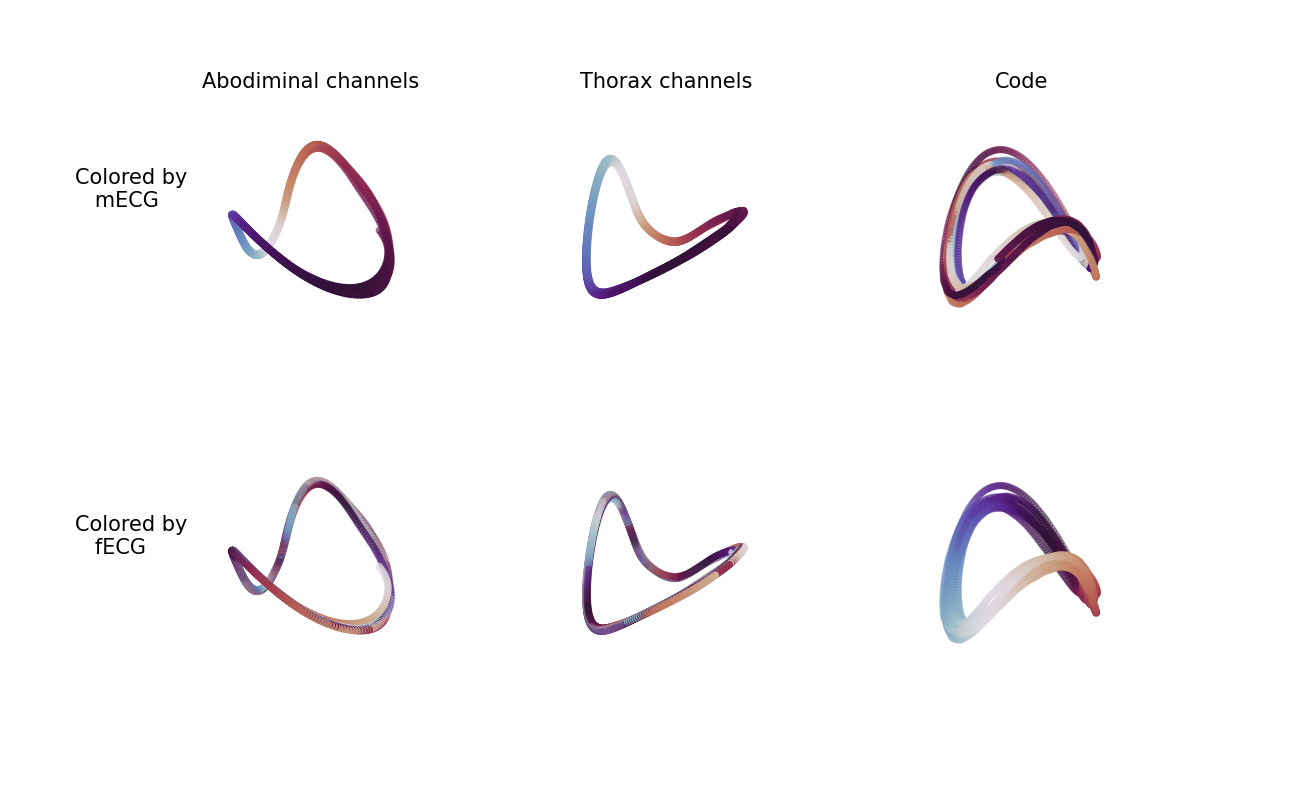 Abodiminal channels
Thorax channels
Code
Colored by
mECG
Colored by
fECG